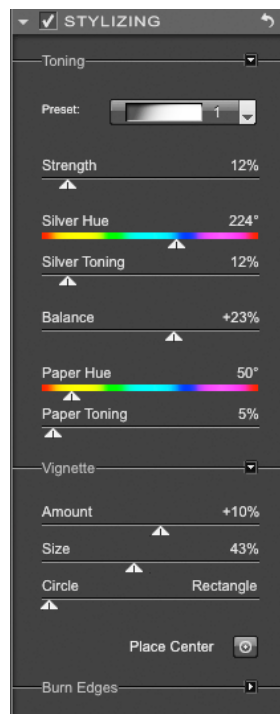 STYLIZING
Toning
Preset: 1
Strength 12%
Silver Hue 224°
Silver Toning 12%
Balance +23%
Paper Hue 50°
Paper Toning 5%
Vignette
Amount +10%
Size 43%
Circle Rectangle
Place Center
Burn Edges